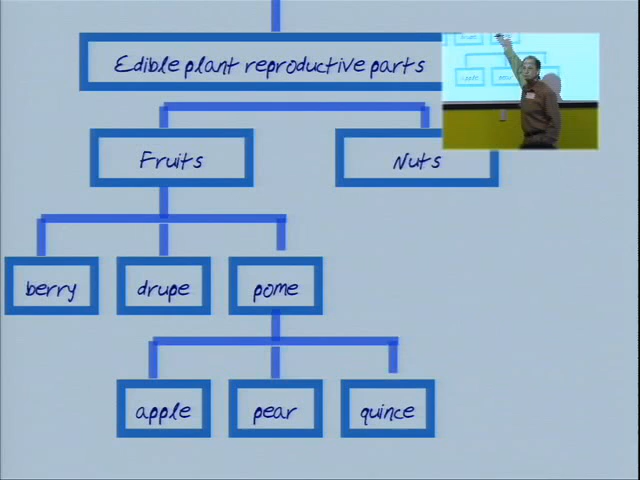 Edible plant reproductive parts
Fruits
Nuts
berry
drupe
pome
apple
pear
quince